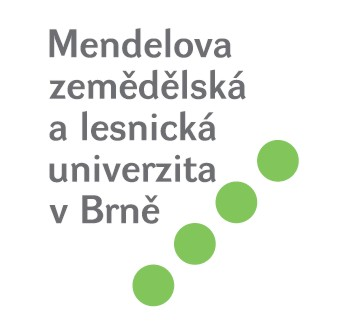 Mendelova
zemědělská
a lesnická
univerzita
v Brně